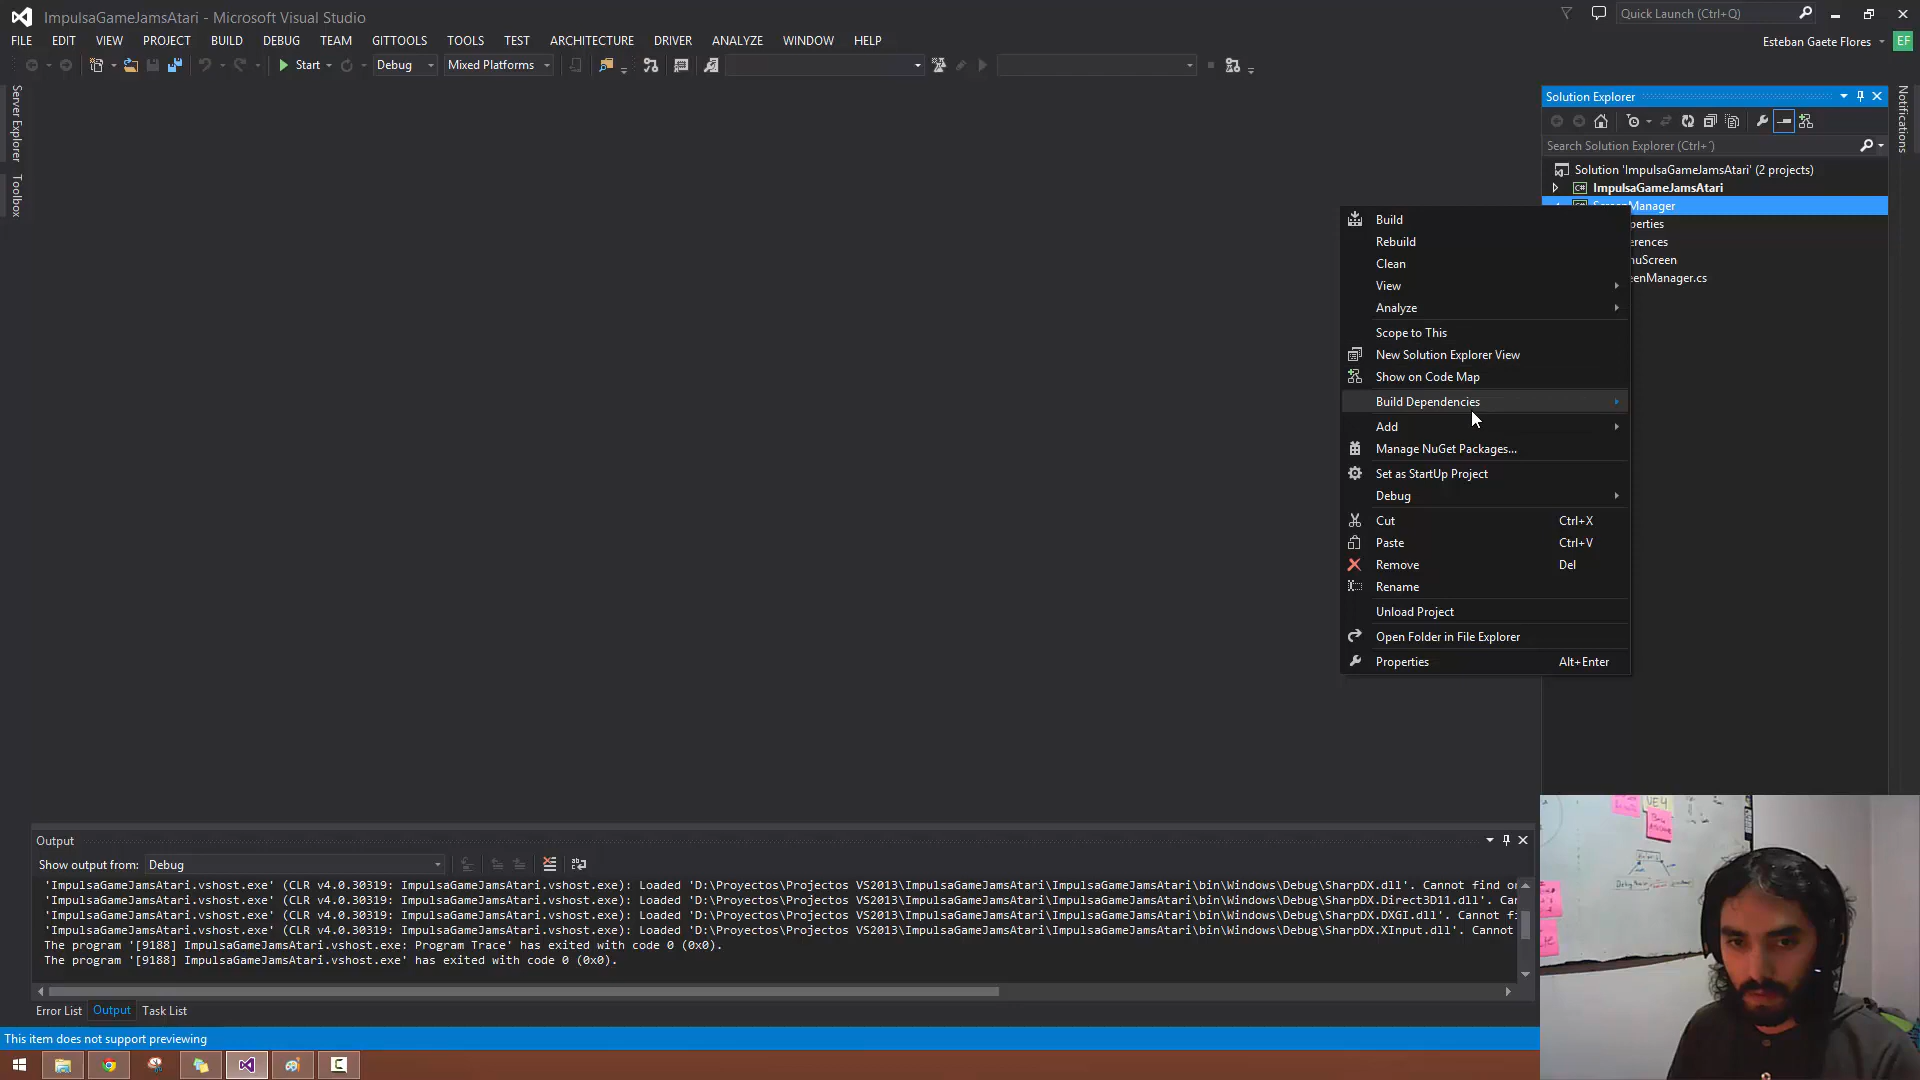 ImpulsaGameJamsAtari - Microsoft Visual Studio
Quick Launch (Ctrl+Q)
FILE EDIT VIEW PROJECT BUILD DEBUG TEAM GITTOOLS TOOLS TEST ARCHITECTURE DRIVER ANALYZE WINDOW HELP
Esteban Gaete Flores
EF
Start
Debug
Mixed Platforms
Server Explorer
Toolbox
Notifications
Solution Explorer
Search Solution Explorer (Ctrl+´)
Solution 'ImpulsaGameJamsAtari' (2 projects)
C# ImpulsaGameJamsAtari
ScreenManager
perties
erences
nuScreen
eenManager.cs
Build
Rebuild
Clean
View
Analyze
Scope to This
New Solution Explorer View
Show on Code Map
Build Dependencies
Add
Manage NuGet Packages...
Set as StartUp Project
Debug
Cut Ctrl+X
Paste Ctrl+V
Remove Del
Rename
Unload Project
Open Folder in File Explorer
Properties Alt+Enter
Output
Show output from: Debug
'ImpulsaGameJamsAtari.vshost.exe' (CLR v4.0.30319: ImpulsaGameJamsAtari.vshost.exe): Loaded 'D:\Proyectos\Projectos VS2013\ImpulsaGameJamsAtari\ImpulsaGameJamsAtari\bin\Windows\Debug\SharpDX.dll'. Cannot find o
'ImpulsaGameJamsAtari.vshost.exe' (CLR v4.0.30319: ImpulsaGameJamsAtari.vshost.exe): Loaded 'D:\Proyectos\Projectos VS2013\ImpulsaGameJamsAtari\ImpulsaGameJamsAtari\bin\Windows\Debug\SharpDX.Direct3D11.dll'. Ca
'ImpulsaGameJamsAtari.vshost.exe' (CLR v4.0.30319: ImpulsaGameJamsAtari.vshost.exe): Loaded 'D:\Proyectos\Projectos VS2013\ImpulsaGameJamsAtari\ImpulsaGameJamsAtari\bin\Windows\Debug\SharpDX.DXGI.dll'. Cannot f
'ImpulsaGameJamsAtari.vshost.exe' (CLR v4.0.30319: ImpulsaGameJamsAtari.vshost.exe): Loaded 'D:\Proyectos\Projectos VS2013\ImpulsaGameJamsAtari\ImpulsaGameJamsAtari\bin\Windows\Debug\SharpDX.XInput.dll'. Cannot
The program '[9188] ImpulsaGameJamsAtari.vshost.exe: Program Trace' has exited with code 0 (0x0).
The program '[9188] ImpulsaGameJamsAtari.vshost.exe' has exited with code 0 (0x0).
Error List Output Task List
This item does not support previewing